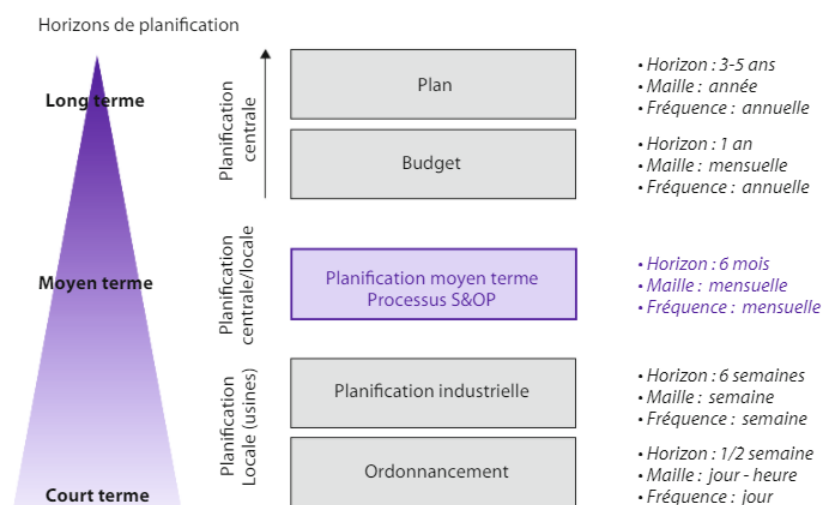 Horizons de planification
Long terme
Planification
centrale
Plan
• Horizon : 3-5 ans
• Maille : année
• Fréquence : annuelle
Budget
• Horizon : 1 an
• Maille : mensuelle
• Fréquence : annuelle
Moyen terme
Planification
centrale/locale
Planification moyen terme
Processus S&OP
• Horizon : 6 mois
• Maille : mensuelle
• Fréquence : mensuelle
Planification
Locale (usines)
Planification industrielle
• Horizon : 6 semaines
• Maille : semaine
• Fréquence : semaine
Court terme
Ordonnancement
• Horizon : 1/2 semaine
• Maille : jour - heure
• Fréquence : jour